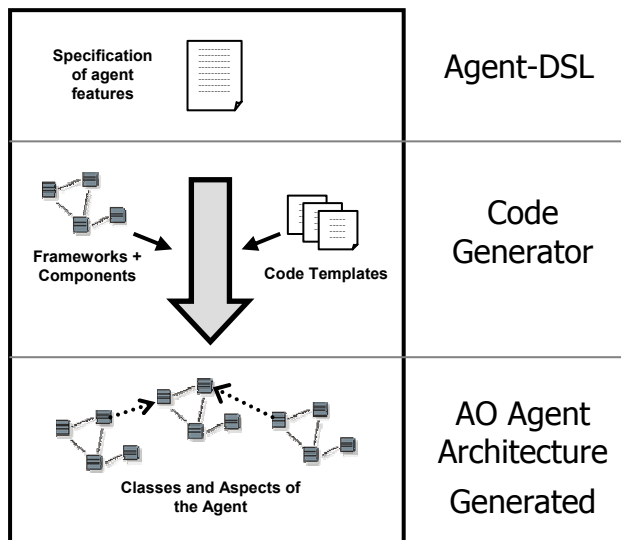 Specification
of agent
features
Agent-DSL
Frameworks +
Components
Code Templates
Code
Generator
Classes and Aspects of
the Agent
AO Agent
Architecture
Generated